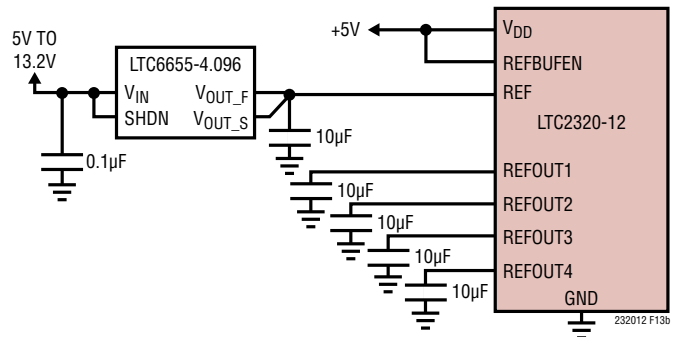 5V TO
13.2V
LTC6655-4.096
VIN
SHDN
VOUT_F
VOUT_S
0.1µF
10µF
+5V
VDD
REFBUFEN
REF
LTC2320-12
REFOUT1
10µF
REFOUT2
10µF
REFOUT3
10µF
REFOUT4
10µF
GND
232012 F13b